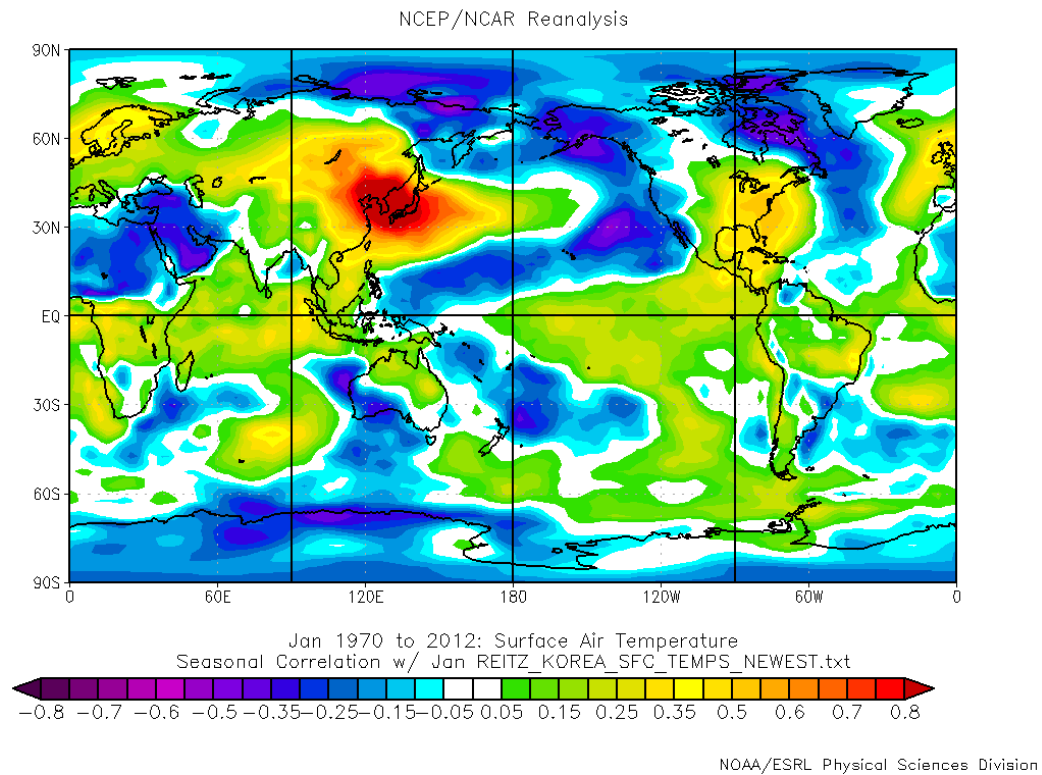 NCEP/NCAR Reanalysis
90N
60N
30N
EQ
30S
60S
90S
0 60E 120E 180 120W 60W 0
Jan 1970 to 2012: Surface Air Temperature
Seasonal Correlation w/ Jan REITZ_KOREA_SFC_TEMPS_NEWEST.txt
−0.8 −0.7 −0.6 −0.5 −0.35−0.25−0.15−0.05 0.05 0.15 0.25 0.35 0.5 0.6 0.7 0.8
NOAA/ESRL Physical Sciences Division